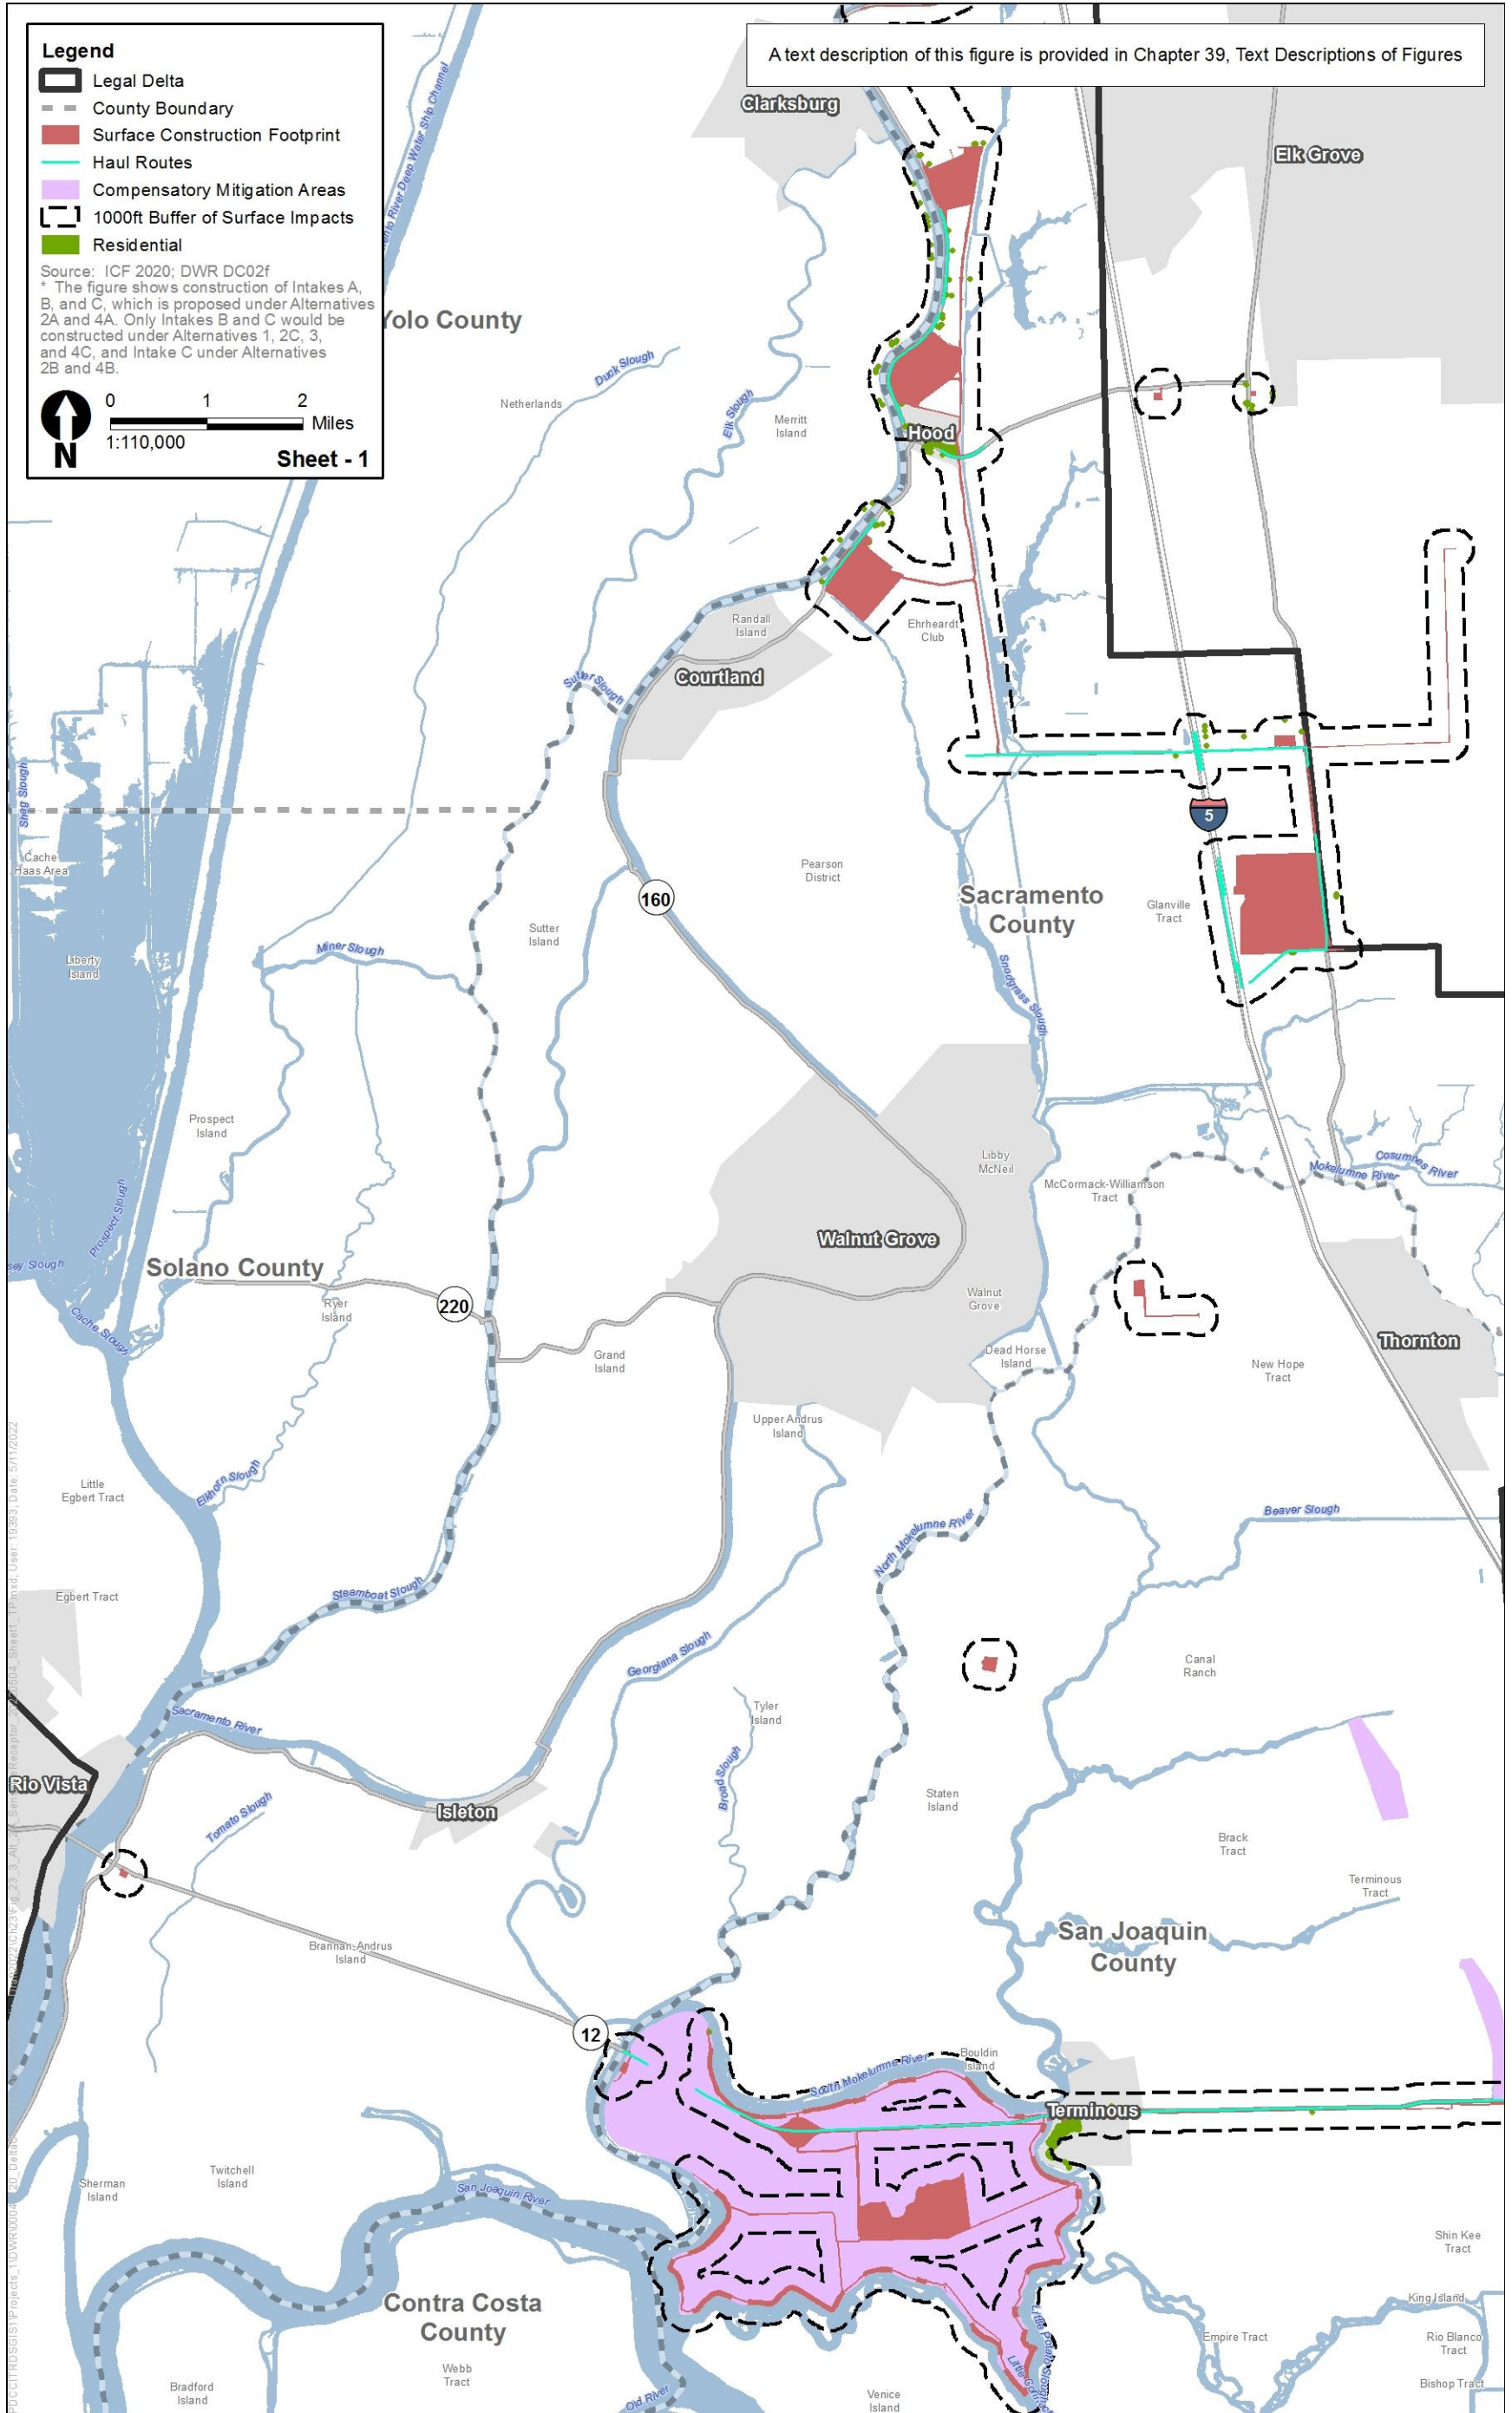 Legend
Legal Delta
County Boundary
Surface Construction Footprint
Haul Routes
Compensatory Mitigation Areas
1000ft Buffer of Surface Impacts
Residential
Source: ICF 2020; DWR DC02f
* The figure shows construction of Intakes A,
B, and C, which is proposed under Alternatives
2A and 4A. Only Intakes B and C would be
constructed under Alternatives 1, 2C, 3,
and 4C, and Intake C under Alternatives
2B and 4B.
0 1 2
Miles
1:110,000
N
Sheet - 1
A text description of this figure is provided in Chapter 39, Text Descriptions of Figures
River Deep Water Ship Channel
Clarksburg
Elk Grove
Yolo County
Duck Slough
Netherlands
Elk Slough
Merritt
Island
Hood
Randall
Island
Ehrheardt
Club
Courtland
Sutter Slough
Shag Slough
5
Cache
Haas Area
Pearson
District
160
Sacramento
County
Glanville
Tract
Sutter
Island
Miner Slough
Liberty
Island
Snodgrass Slough
Prospect
Island
Libby
McNeil
McCormack-Williamson
Tract
Mokelumne River
Cosumnes River
Prospect Slough
Walnut Grove
sey Slough
Solano County
220
Ryer
Island
Walnut
Grove
Cache Slough
Grand
Island
Dead Horse
Island
Thornton
New Hope
Tract
Upper Andrus
Island
Little
Egbert Tract
Elkhorn Slough
Beaver Slough
North Mokelumne River
Egbert Tract
Steamboat Slough
Georgiana Slough
Canal
Ranch
Tyler
Island
Sacramento River
Broad Slough
Rio Vista
Isleton
Tomato Slough
Staten
Island
Brack
Tract
Terminous
Tract
San Joaquin
County
Brannan-Andrus
Island
12
Bouldin
Island
South Mokelumne River
Terminous
Twitchell
Island
Sherman
Island
San Joaquin River
Shin Kee
Tract
Contra Costa
County
King Island
Empire Tract
Rio Blanco
Tract
Little Potato Slough
Webb
Tract
Bradford
Island
Old River
Venice
Island
Bishop Tract